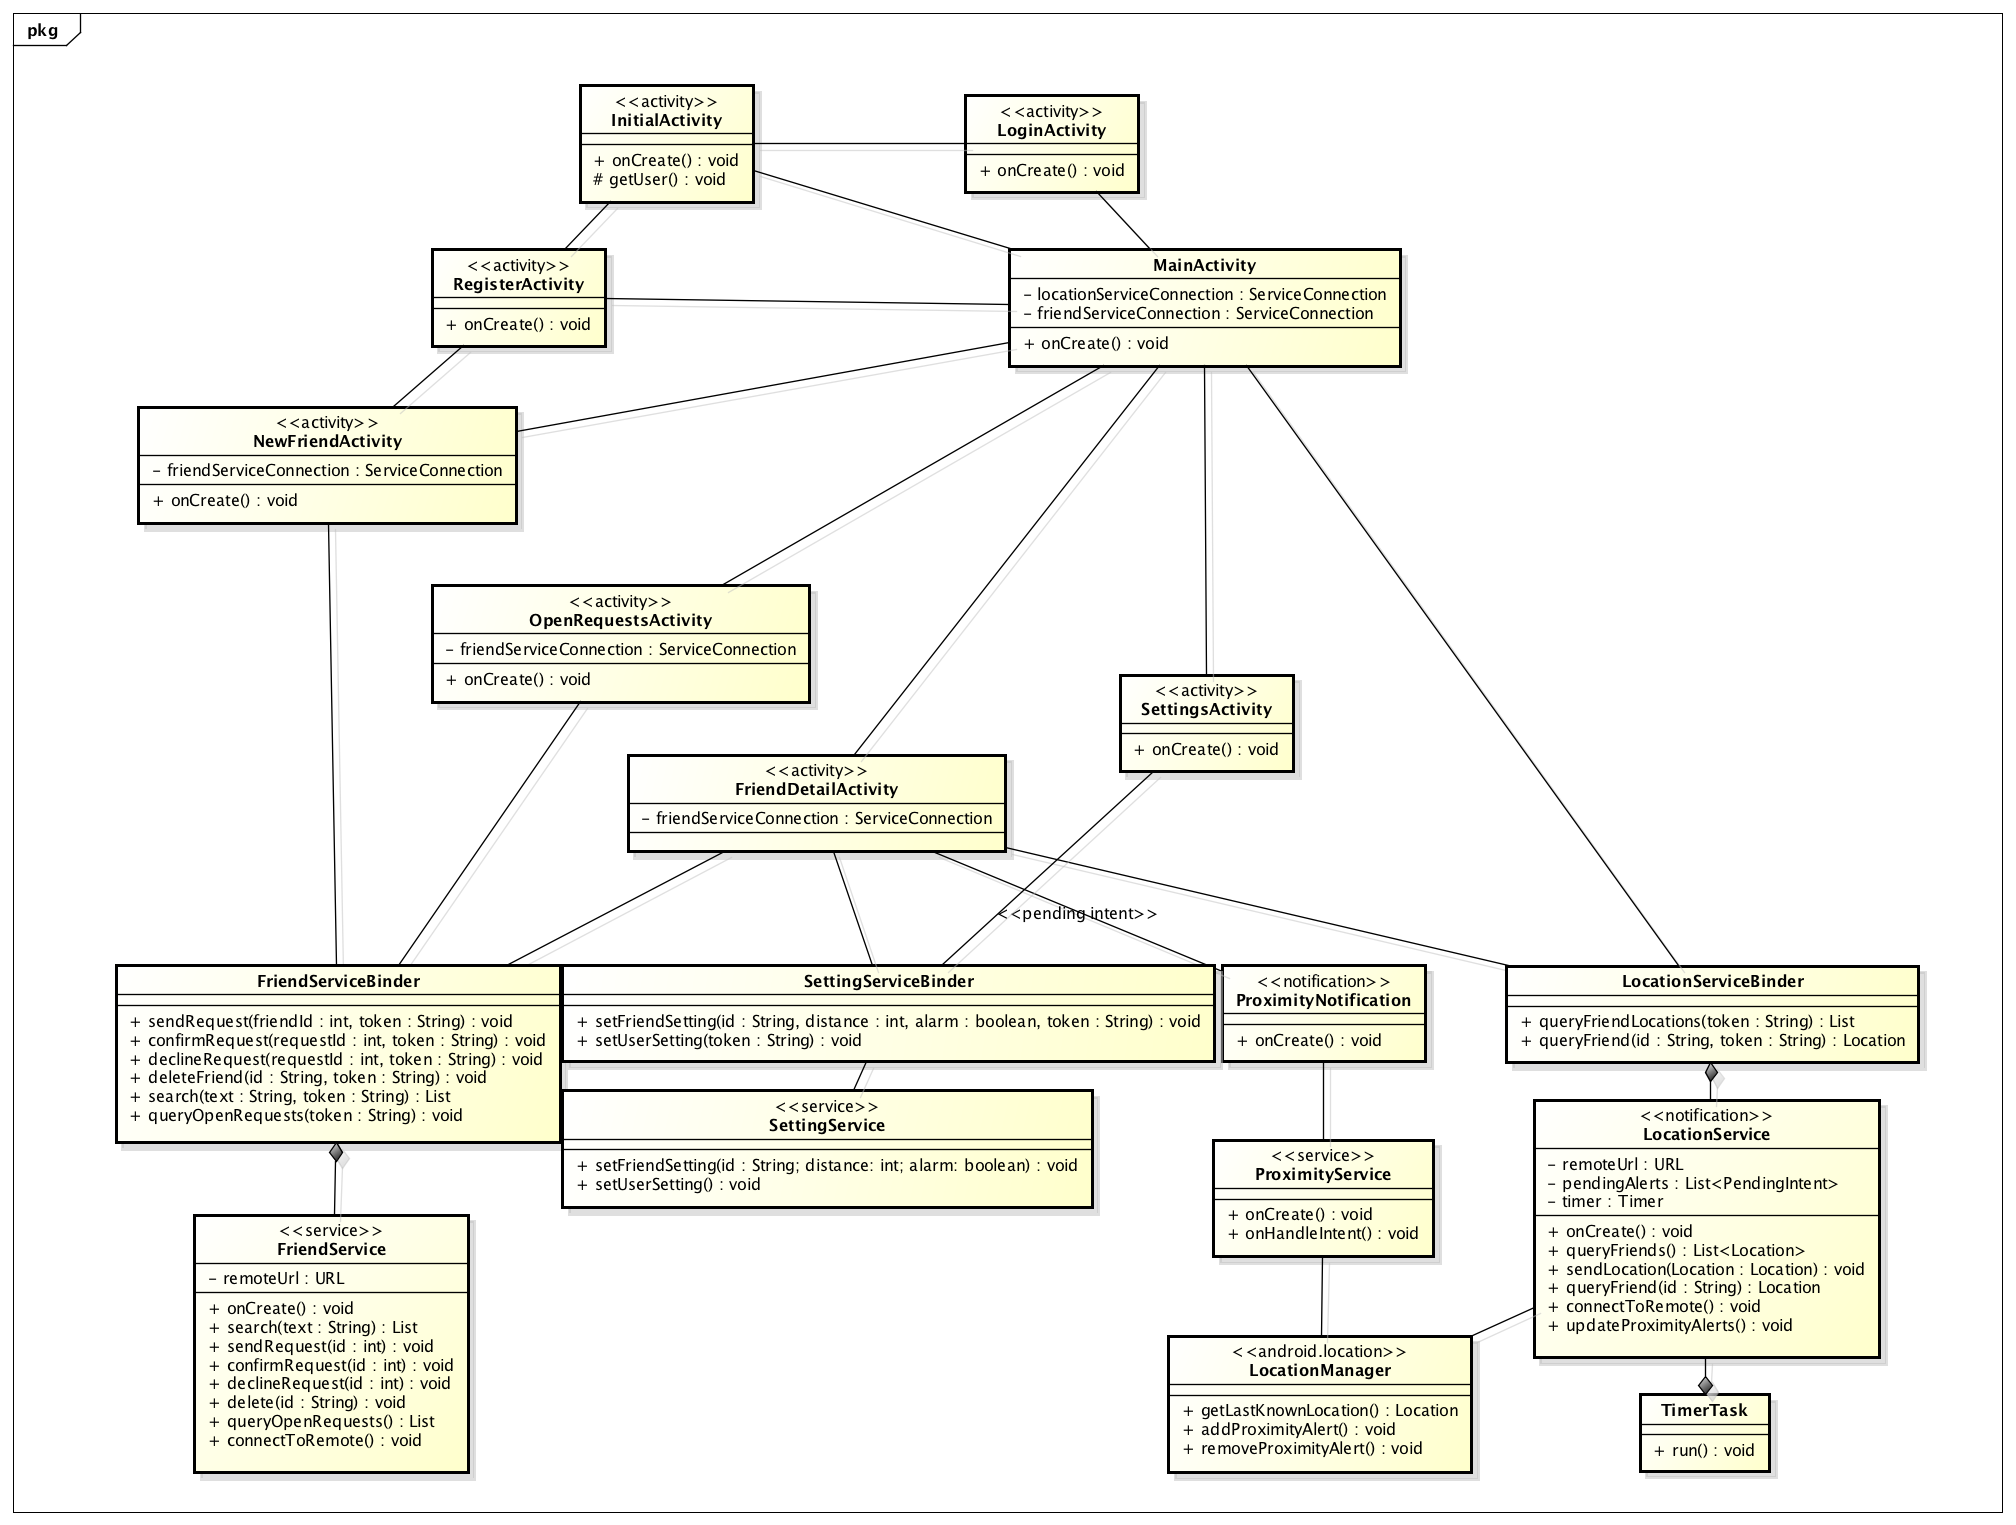 pkg
<<activity>>
InitialActivity
+ onCreate() : void
# getUser() : void
<<activity>>
LoginActivity
+ onCreate() : void
<<activity>>
RegisterActivity
+ onCreate() : void
MainActivity
- locationServiceConnection : ServiceConnection
- friendServiceConnection : ServiceConnection
+ onCreate() : void
<<activity>>
NewFriendActivity
- friendServiceConnection : ServiceConnection
+ onCreate() : void
<<activity>>
OpenRequestsActivity
- friendServiceConnection : ServiceConnection
+ onCreate() : void
<<activity>>
SettingsActivity
+ onCreate() : void
<<activity>>
FriendDetailActivity
- friendServiceConnection : ServiceConnection
<<pending intent>>
FriendServiceBinder
+ sendRequest(friendId : int, token : String) : void
+ confirmRequest(requestId : int, token : String) : void
+ declineRequest(requestId : int, token : String) : void
+ deleteFriend(id : String, token : String) : void
+ search(text : String, token : String) : List
+ queryOpenRequests(token : String) : void
SettingServiceBinder
+ setFriendSetting(id : String, distance : int, alarm : boolean, token : String) : void
+ setUserSetting(token : String) : void
<<notification>>
ProximityNotification
+ onCreate() : void
LocationServiceBinder
+ queryFriendLocations(token : String) : List
+ queryFriend(id : String, token : String) : Location
<<service>>
SettingService
+ setFriendSetting(id : String; distance: int; alarm: boolean) : void
+ setUserSetting() : void
<<service>>
ProximityService
+ onCreate() : void
+ onHandleIntent() : void
<<notification>>
LocationService
- remoteUrl : URL
- pendingAlerts : List<PendingIntent>
- timer : Timer
+ onCreate() : void
+ queryFriends() : List<Location>
+ sendLocation(Location : Location) : void
+ queryFriend(id : String) : Location
+ connectToRemote() : void
+ updateProximityAlerts() : void
<<service>>
FriendService
- remoteUrl : URL
+ onCreate() : void
+ search(text : String) : List
+ sendRequest(id : int) : void
+ confirmRequest(id : int) : void
+ declineRequest(id : int) : void
+ delete(id : String) : void
+ queryOpenRequests() : List
+ connectToRemote() : void
<<android.location>>
LocationManager
+ getLastKnownLocation() : Location
+ addProximityAlert() : void
+ removeProximityAlert() : void
TimerTask
+ run() : void